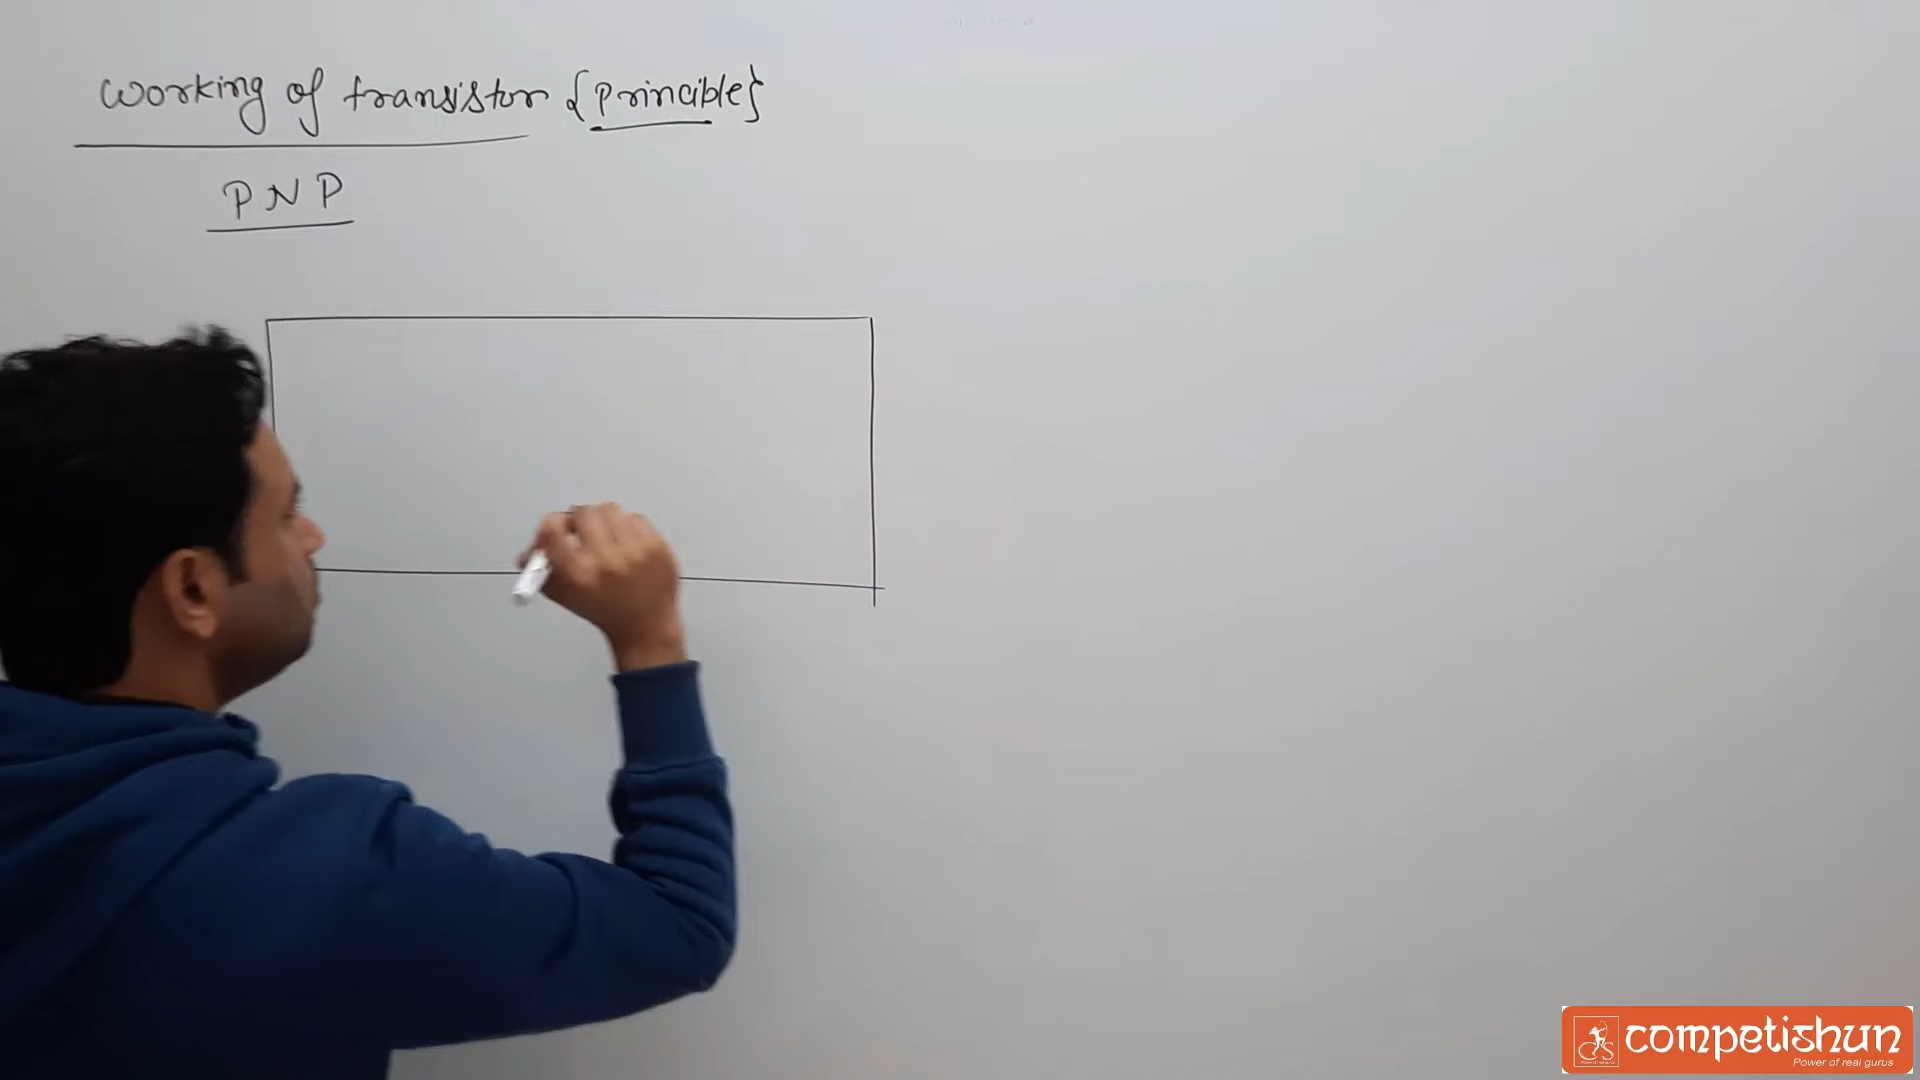 Working of transistor {principle}
PNP
competishun
Power of real gurus